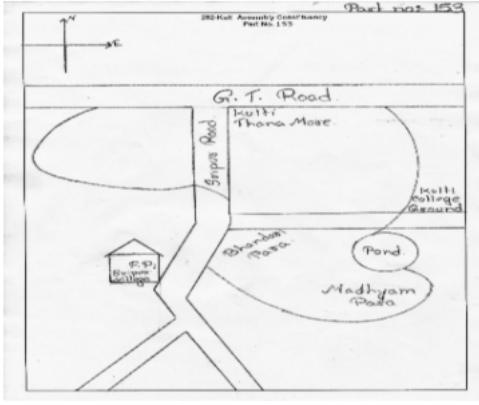 Part no: 153
282-Kulti Assembly Constituency
Part No. 153
N
E
G. T. Road.
Kulti
Thana More.
Road
Kulti
College
Ground
Bhandari
Para
Pond.
Madhyam
Para